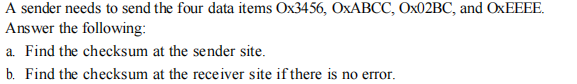 A sender needs to send the four data items Ox3456, OxABCC, Ox02BC, and OxEEEE.
Answer the following:
a. Find the checksum at the sender site.
b. Find the checksum at the receiver site if there is no error.